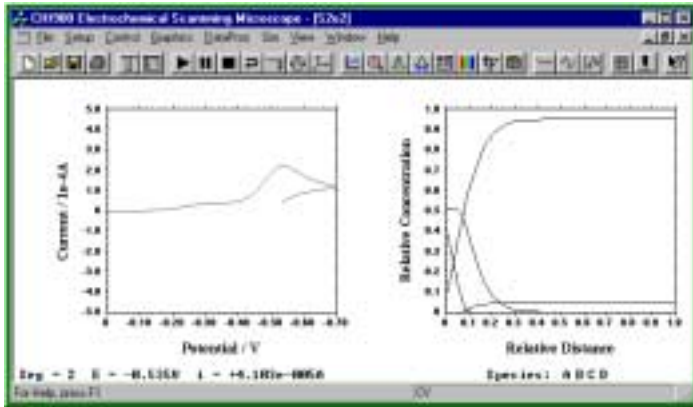 CHI900 Electrochemical Scanning Microscope - [S2e2]
File Setup Control Graphics DataProc Sim View Window Help
5.0
4.0
3.0
2.0
1.0
0
-1.0
-2.0
-3.0
-4.0
-5.0
Current / 1e-4A
0 -0.10 -0.20 -0.30 -0.40 -0.50 -0.60 -0.70
Potential / V
1.0
0.9
0.8
0.7
0.6
0.5
0.4
0.3
0.2
0.1
0
Relative Concentration
0 0.1 0.2 0.3 0.4 0.5 0.6 0.7 0.8 0.9 1.0
Relative Distance
Seg = 2 E = -0.535V i =
Species: A B C D
For Help, press F1
CV